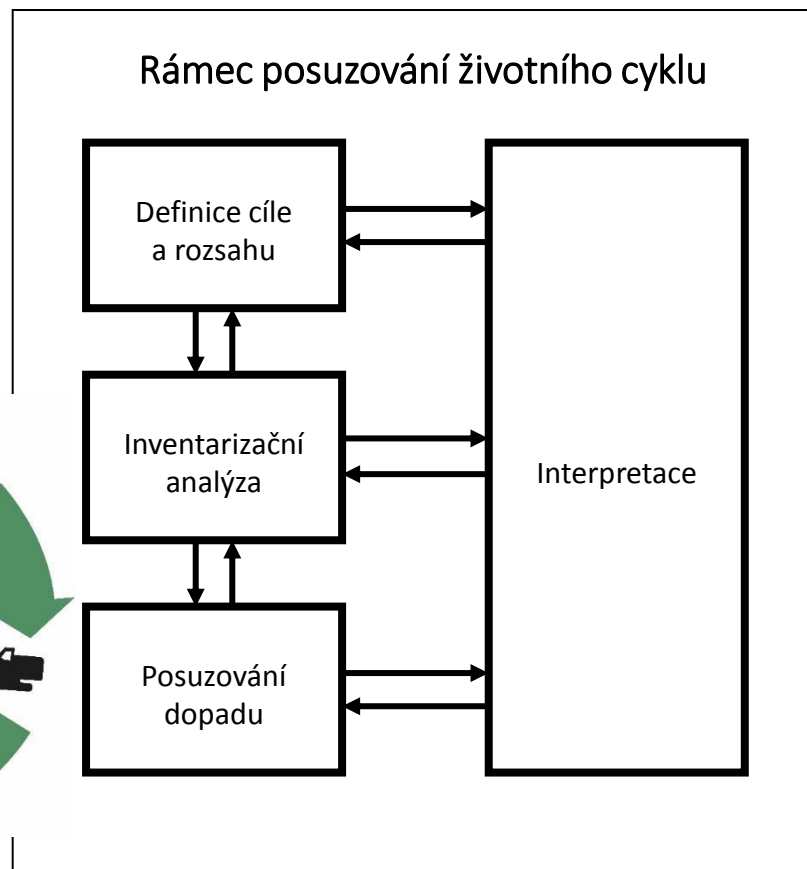 Rámec posuzování životního cyklu
Definice cíle
a rozsahu
Inventarizační
analýza
Posuzování
dopadu
Interpretace